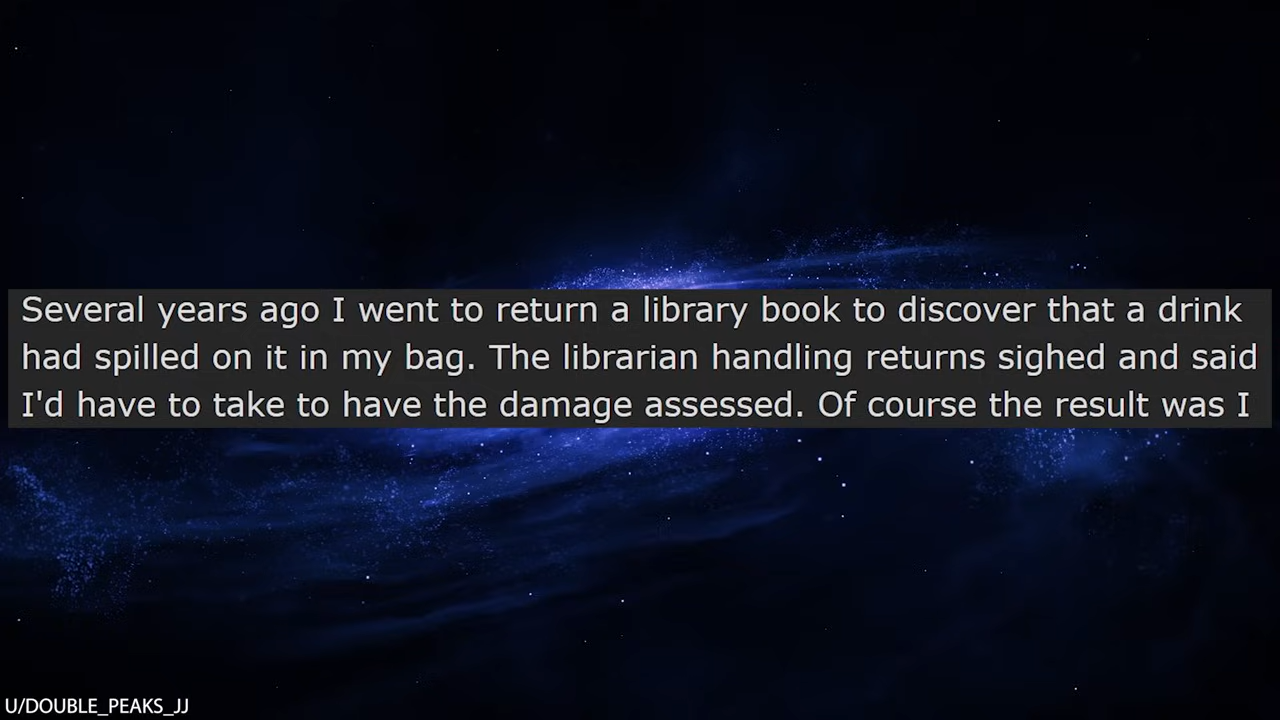 Several years ago I went to return a library book to discover that a drink
had spilled on it in my bag. The librarian handling returns sighed and said
I'd have to take to have the damage assessed. Of course the result was I
U/DOUBLE_PEAKS_JJ